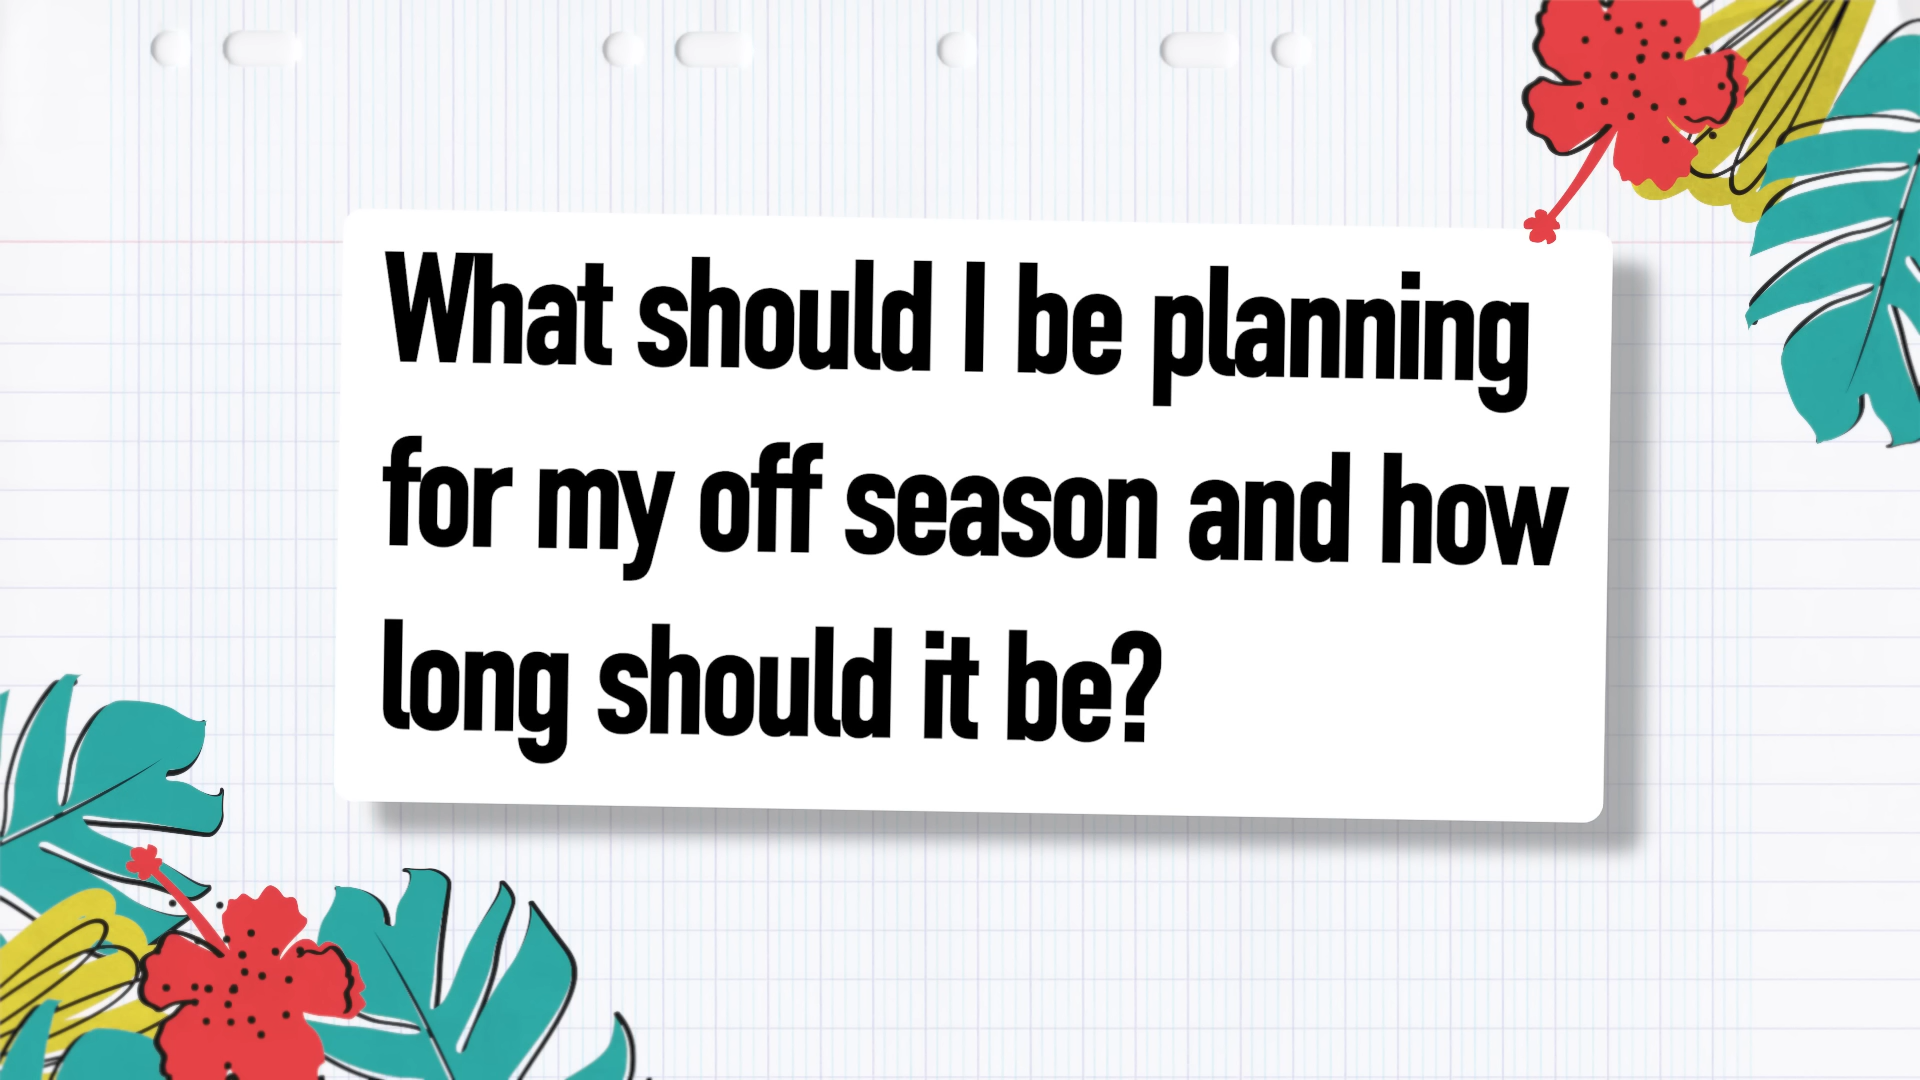 What should I be planning
for my off season and how
long should it be?